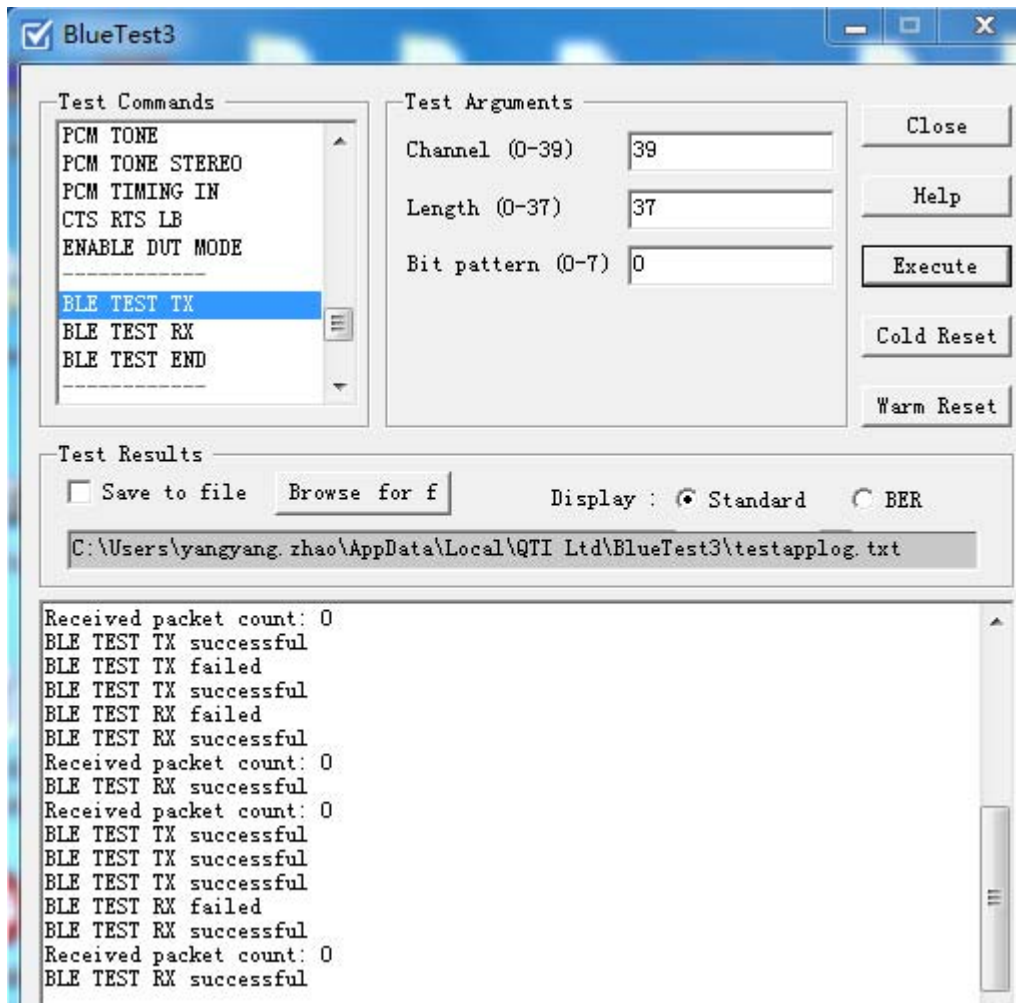 BlueTest3
Test Commands
PCM TONE
PCM TONE STEREO
PCM TIMING IN
CTS RTS LB
ENABLE DUT MODE
------------
BLE TEST TX
BLE TEST RX
BLE TEST END
------------
Test Arguments
Channel (0-39) 39
Length (0-37) 37
Bit pattern (0-7) 0
Close
Help
Execute
Cold Reset
Warm Reset
Test Results
Save to file Browse for f Display : Standard BER
C:\Users\yangyang.zhao\AppData\Local\QTI Ltd\BlueTest3\testapplog.txt
Received packet count: 0
BLE TEST TX successful
BLE TEST TX failed
BLE TEST TX successful
BLE TEST RX failed
BLE TEST RX successful
Received packet count: 0
BLE TEST RX successful
Received packet count: 0
BLE TEST TX successful
BLE TEST TX successful
BLE TEST TX successful
BLE TEST RX failed
BLE TEST RX successful
Received packet count: 0
BLE TEST RX successful